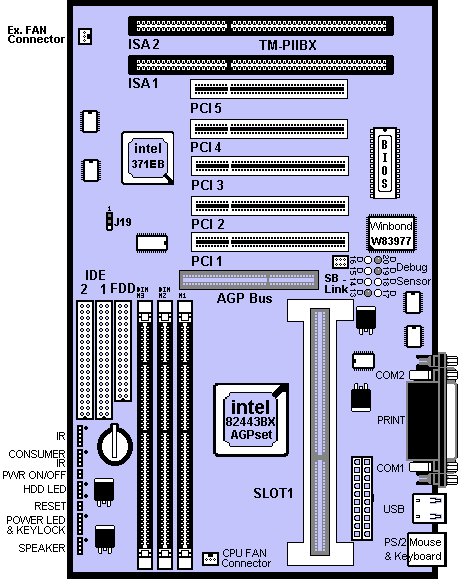 Ex. FAN
Connector
ISA 2
TM-PIIBX
ISA 1
PCI 5
PCI 4
PCI 3
PCI 2
PCI 1
intel
371EB
BIOS
J19
1
Winbond
W83977
SB -
Link
Debug
Sensor
IDE
2 1 FDD
DIM
M3
DIM
M2
M1
AGP Bus
intel
82443BX
AGPset
SLOT1
COM2
PRINT
COM1
USB
PS/2 Mouse
& Keyboard
IR
CONSUMER
IR
PWR ON/OFF
HDD LED
RESET
POWER LED
& KEYLOCK
SPEAKER
CPU FAN
Connector